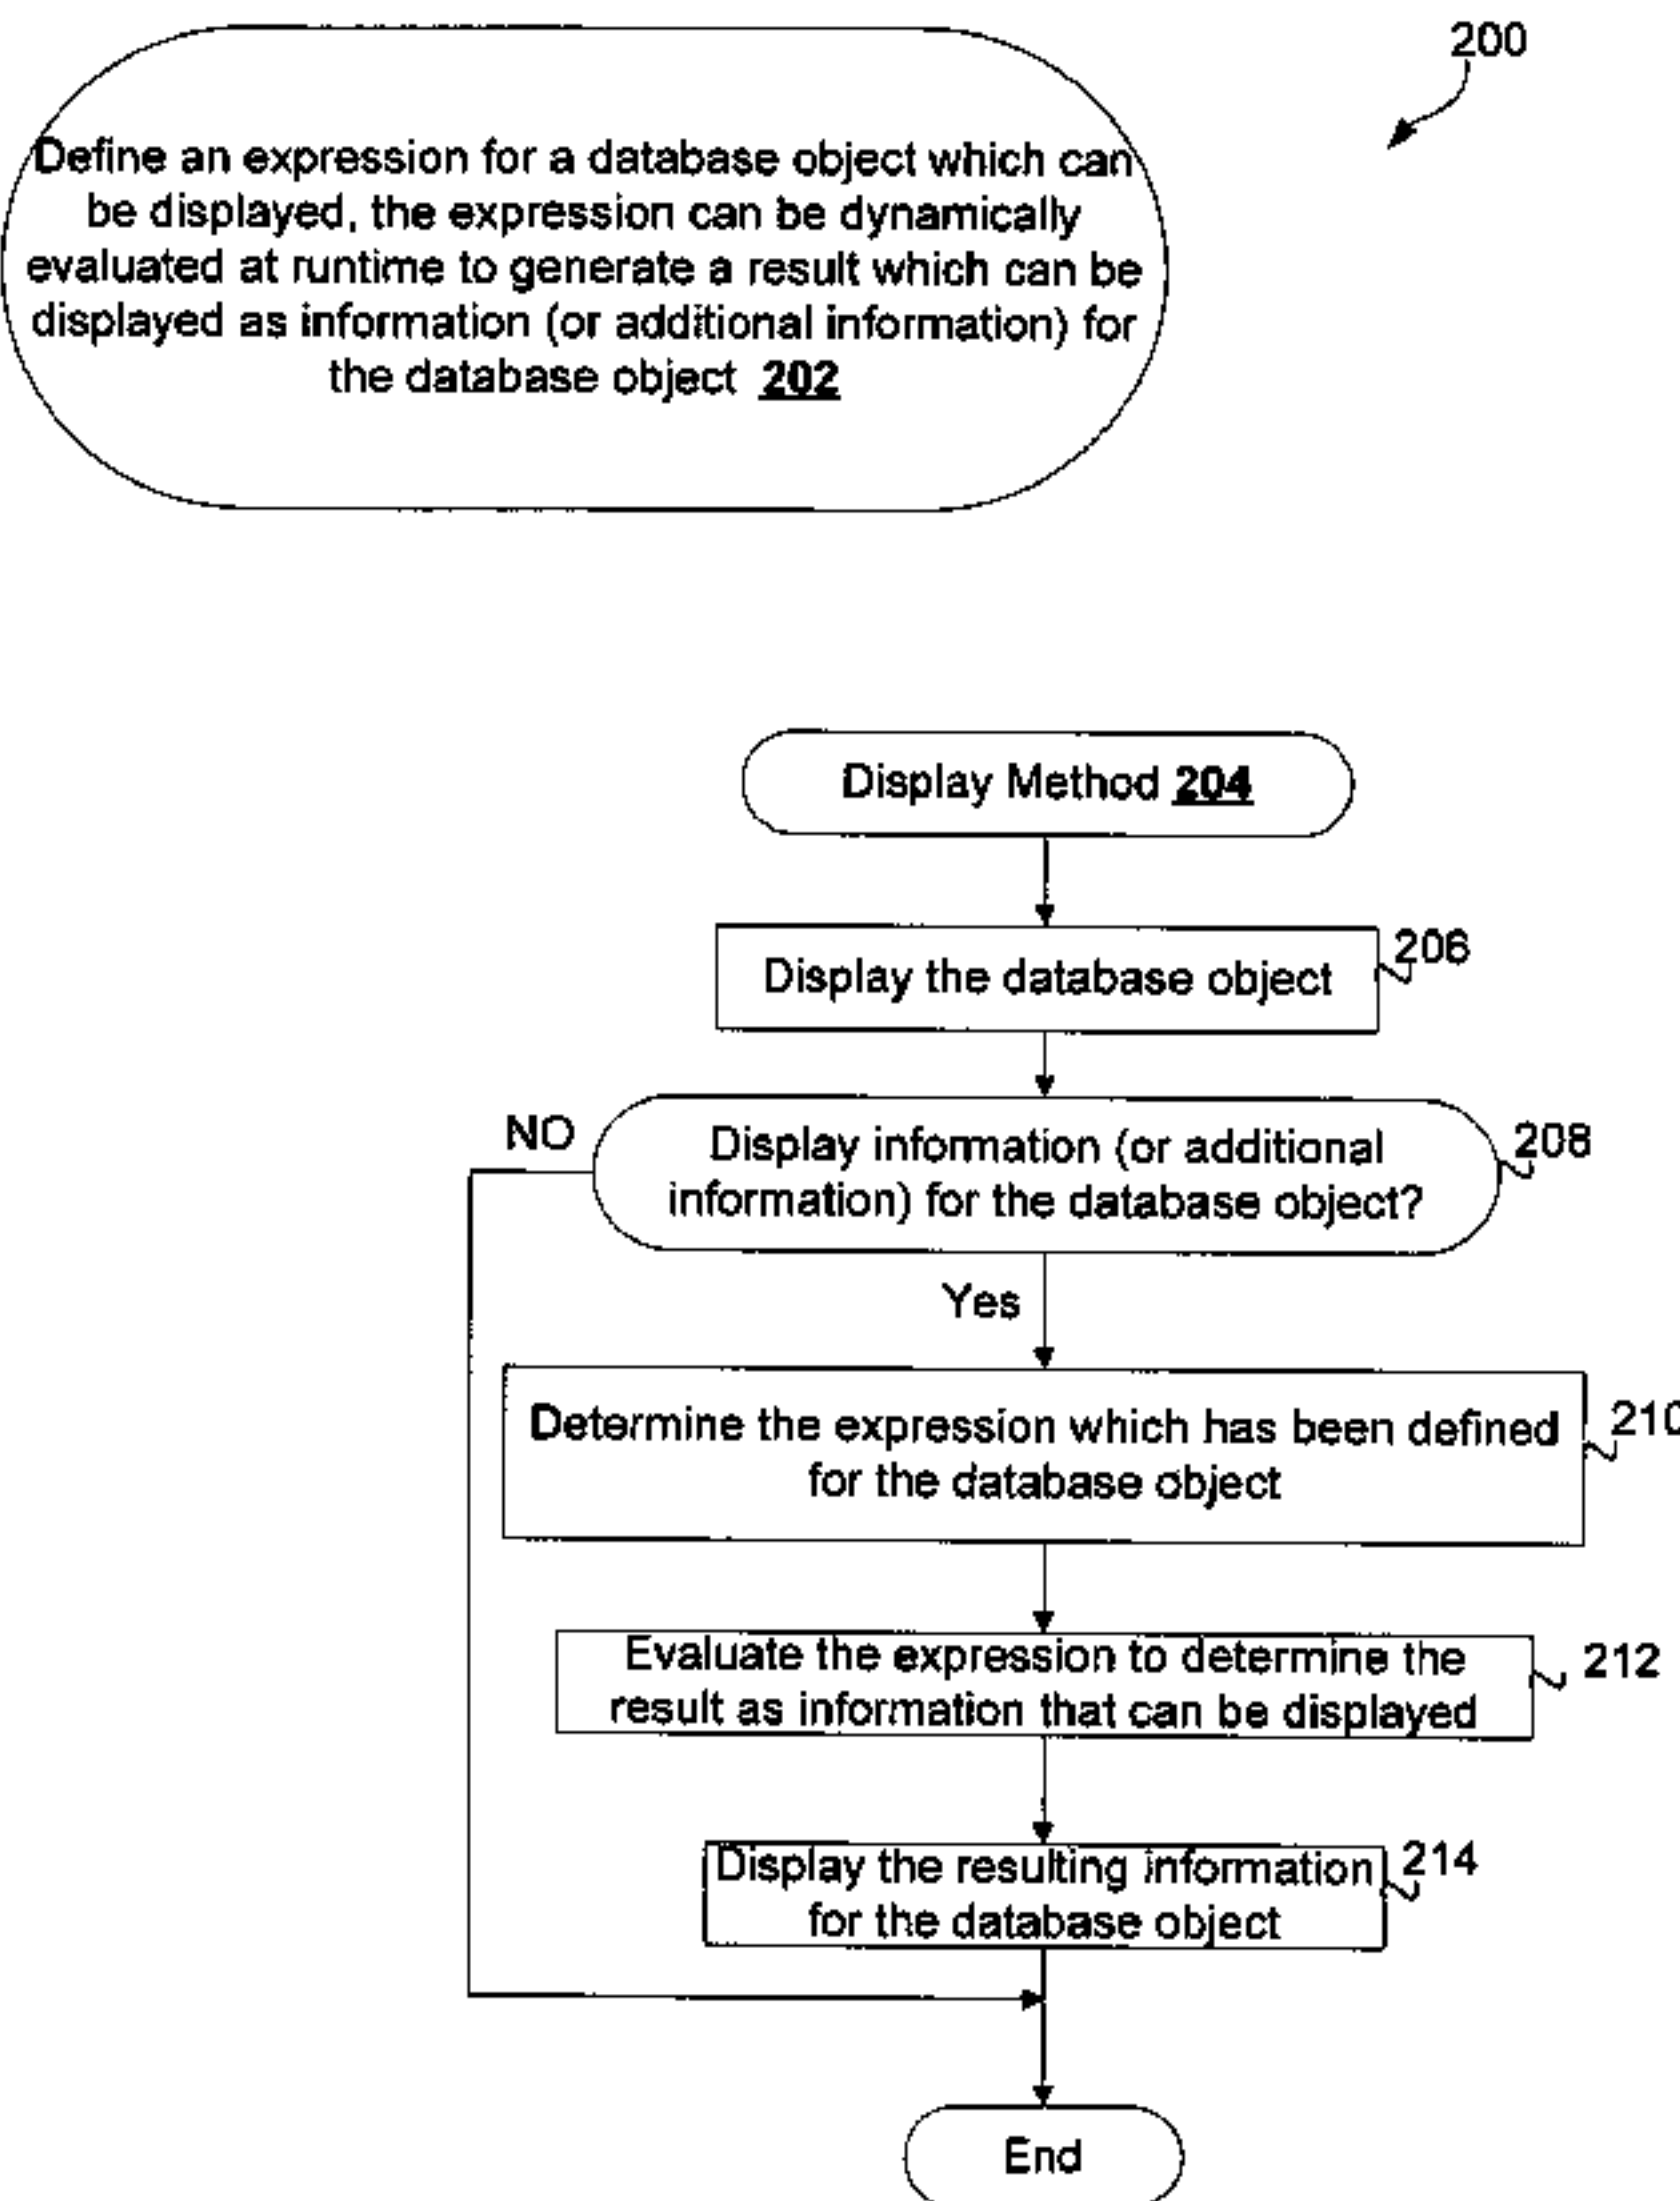 200
Define an expression for a database object which can
be displayed, the expression can be dynamically
evaluated at runtime to generate a result which can be
displayed as information (or additional information) for
the database object 202
Display Method 204
Display the database object
206
NO
Display information (or additional
information) for the database object?
208
Yes
Determine the expression which has been defined
for the database object
210
Evaluate the expression to determine the
result as information that can be displayed
212
Display the resulting information
for the database object
214
End